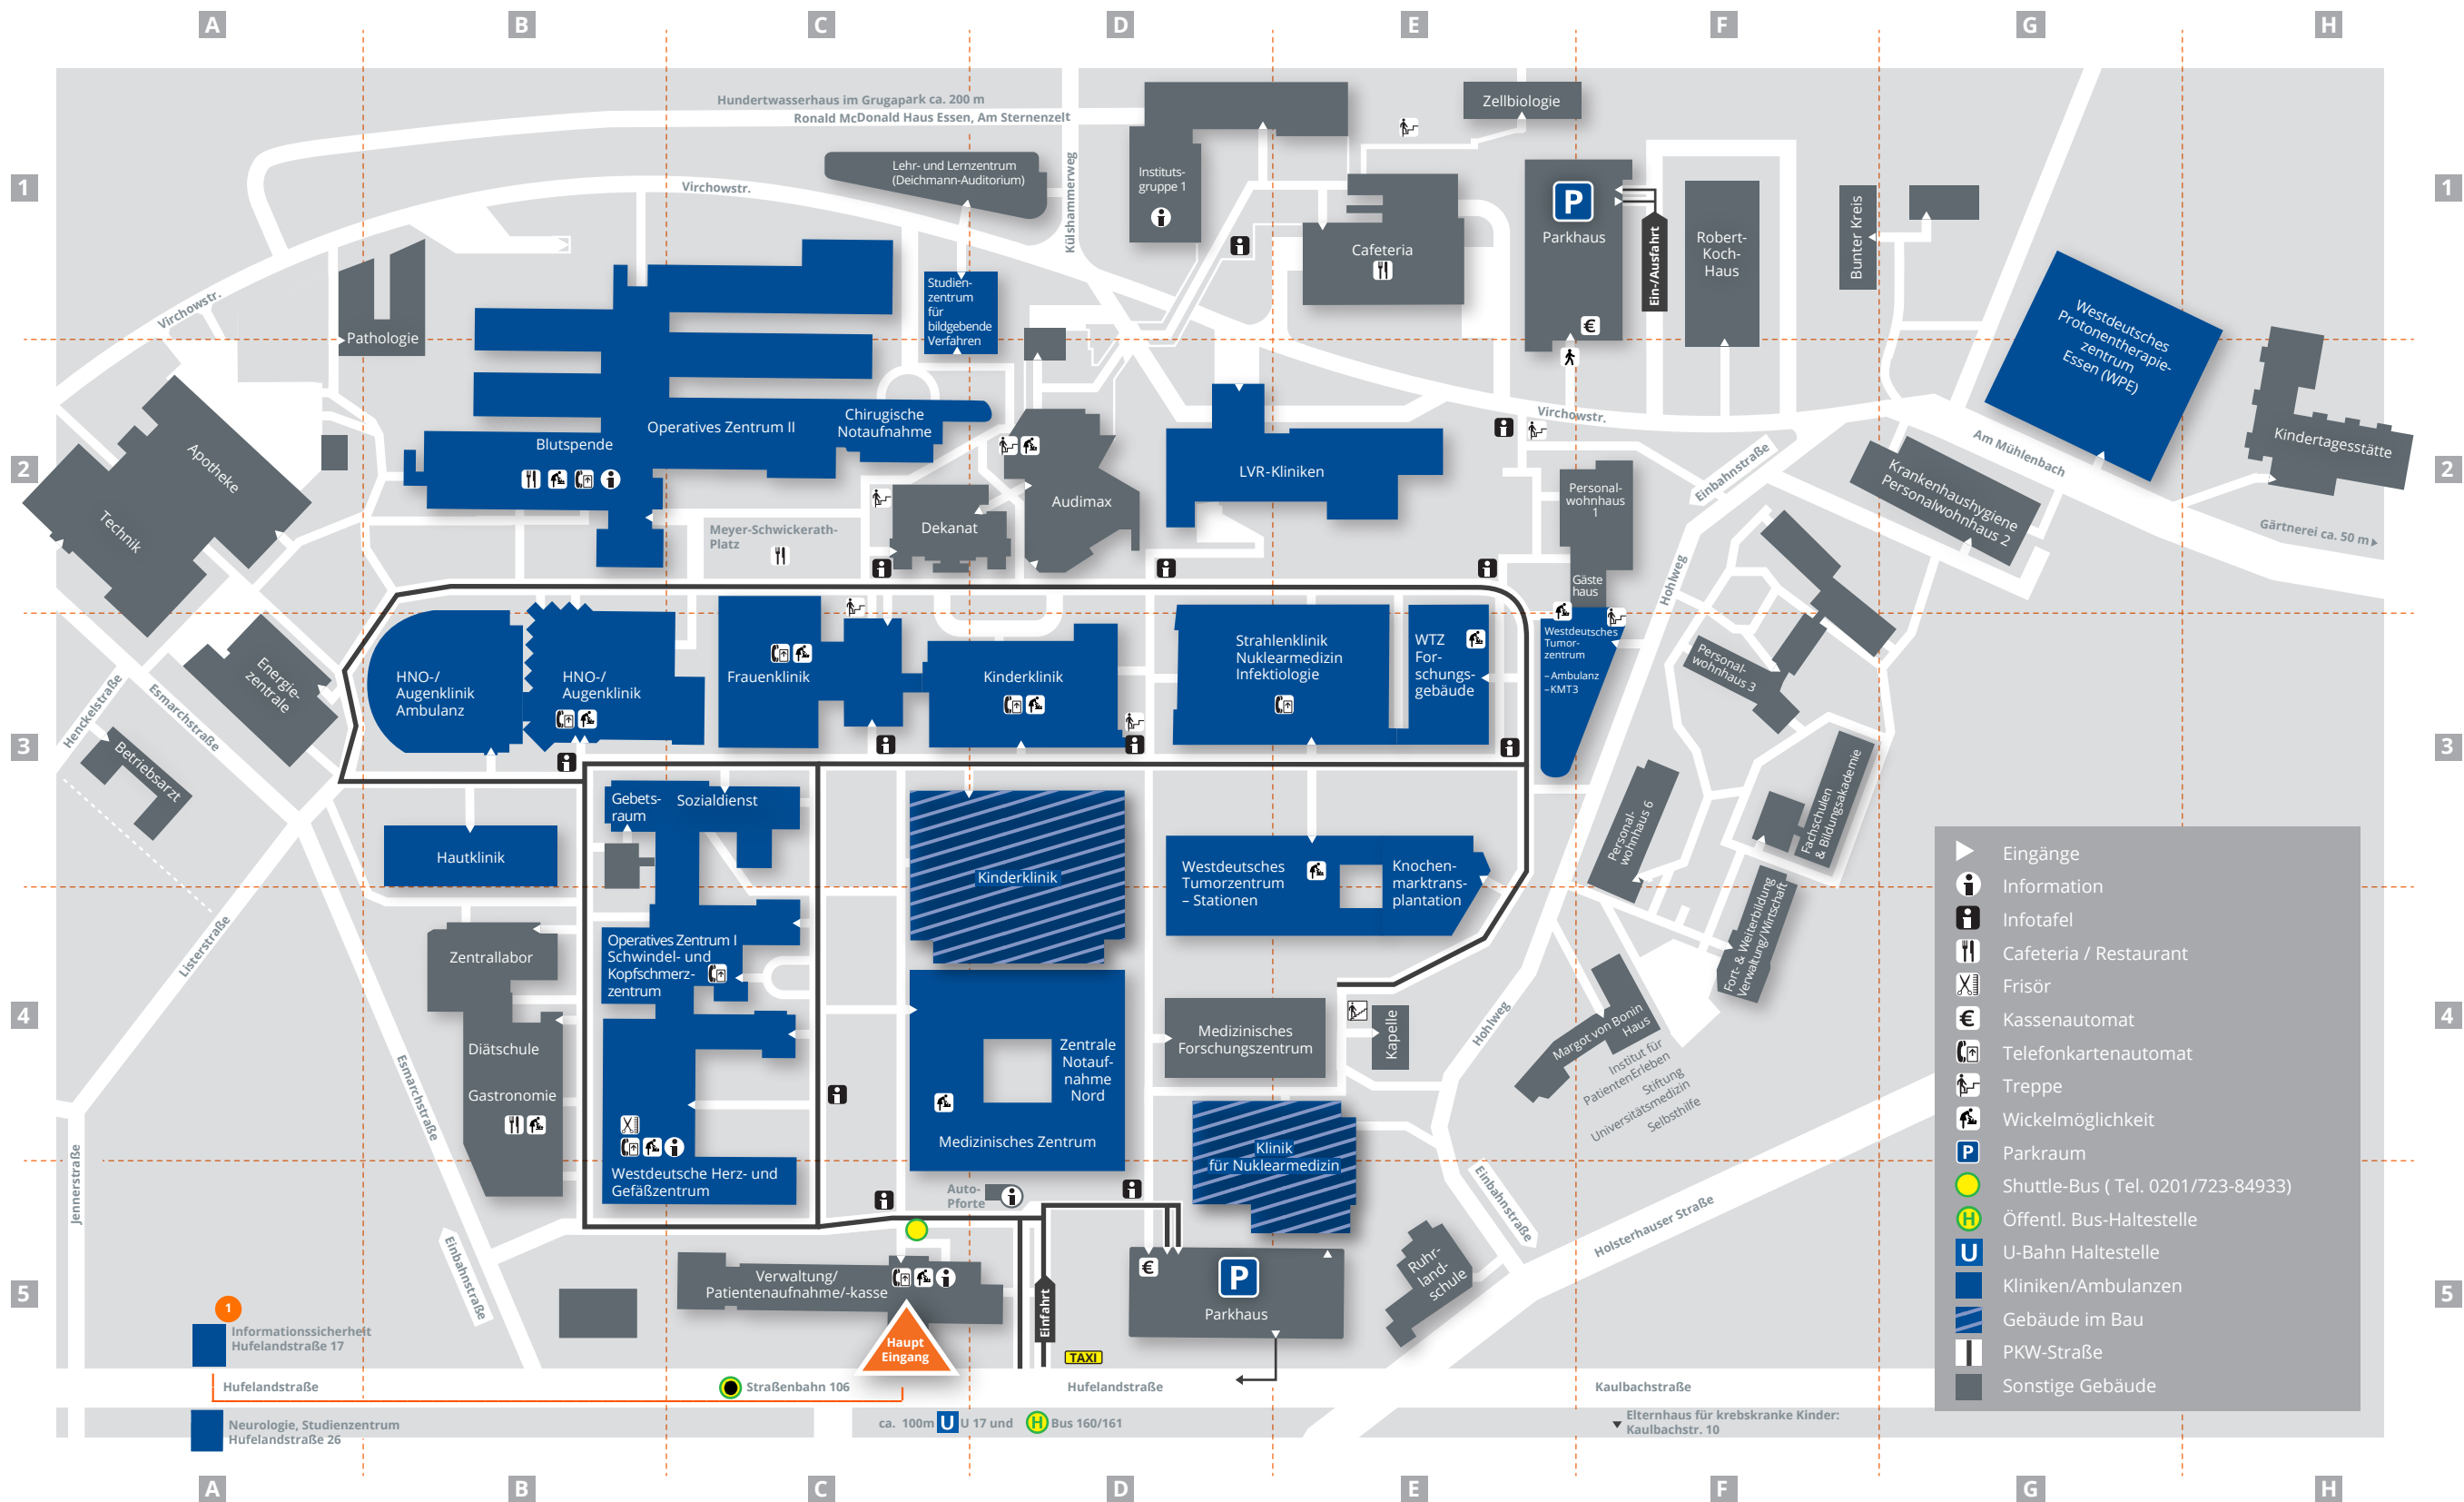 A B C D E F G H
Hundertwasserhaus im Grugapark ca. 200 m
Ronald McDonald Haus Essen, Am Sternenzelt
Zellbiologie
Lehr- und Lernzentrum
(Deichmann-Auditorium)
Külshammerweg
Instituts-
gruppe 1
1
1
Virchowstr.
Cafeteria
P
Parkhaus
€
Ein-/Ausfahrt
Robert-
Koch-
Haus
Bunter Kreis
Studien-
zentrum
für
bildgebende
Verfahren
Virchowstr.
Pathologie
Westdeutsches
Protonentherapie-
zentrum
Essen (WPE)
Apotheke
Technik
Blutspende
Operatives Zentrum II
Chirugische
Notaufnahme
Virchowstr.
LVR-Kliniken
Audimax
Dekanat
Meyer-Schwickerath-
Platz
Personal-
wohnhaus
1
Gäste
haus
Einbahnstraße
Krankenhaushygiene
Personalwohnhaus 2
Am Mühlenbach
Kindertagesstätte
Gärtnerei ca. 50 m
2
2
Hohlweg
Energie-
zentrale
HNO-/
Augenklinik
Ambulanz
HNO-/
Augenklinik
Frauenklinik
Kinderklinik
Strahlenklinik
Nuklearmedizin
Infektiologie
WTZ
For-
schungs-
gebäude
Westdeutsches
Tumor-
zentrum
– Ambulanz
– KMT3
Personal-
wohnhaus 3
Henckelstraße
Esmarchstraße
Betriebsarzt
3
3
Gebets-
raum
Sozialdienst
Hautklinik
Kinderklinik
Westdeutsches
Tumorzentrum
– Stationen
Knochen-
marktrans-
plantation
Personal-
wohnhaus 6
Fachschulen
& Bildungsakademie
Fort- & Weiterbildung
Verwaltung/Wirtschaft
Listerstraße
Zentrallabor
Operatives Zentrum I
Schwindel- und
Kopfschmerz-
zentrum
4
4
Diätschule
Gastronomie
Esmarchstraße
Zentrale
Notauf-
nahme
Nord
Medizinisches Zentrum
Medizinisches
Forschungszentrum
Kapelle
Hohlweg
Margot von Bonin
Haus
Institut für
PatientenErleben
Stiftung
Universitätsmedizin
Selbsthilfe
Jennerstraße
Westdeutsche Herz- und
Gefäßzentrum
Klinik
für Nuklearmedizin
Auto-
Pforte
Einbahnstraße
Holsterhauser Straße
Ruhr-
land-
schule
Einbahnstraße
Verwaltung/
Patientenaufnahme/-kasse
Einfahrt
€
P
Parkhaus
5
5
Haupt
Eingang
TAXI
1
Informationssicherheit
Hufelandstraße 17
Hufelandstraße
Straßenbahn 106
Hufelandstraße
Kaulbachstraße
Neurologie, Studienzentrum
Hufelandstraße 26
ca. 100m U U 17 und H Bus 160/161
Elternhaus für krebskranke Kinder:
Kaulbachstr. 10
Eingänge
Information
Infotafel
Cafeteria / Restaurant
Frisör
€ Kassenautomat
Telefonkartenautomat
Treppe
Wickelmöglichkeit
P Parkraum
Shuttle-Bus ( Tel. 0201/723-84933)
H Öffentl. Bus-Haltestelle
U U-Bahn Haltestelle
Kliniken/Ambulanzen
Gebäude im Bau
PKW-Straße
Sonstige Gebäude
A B C D E F G H